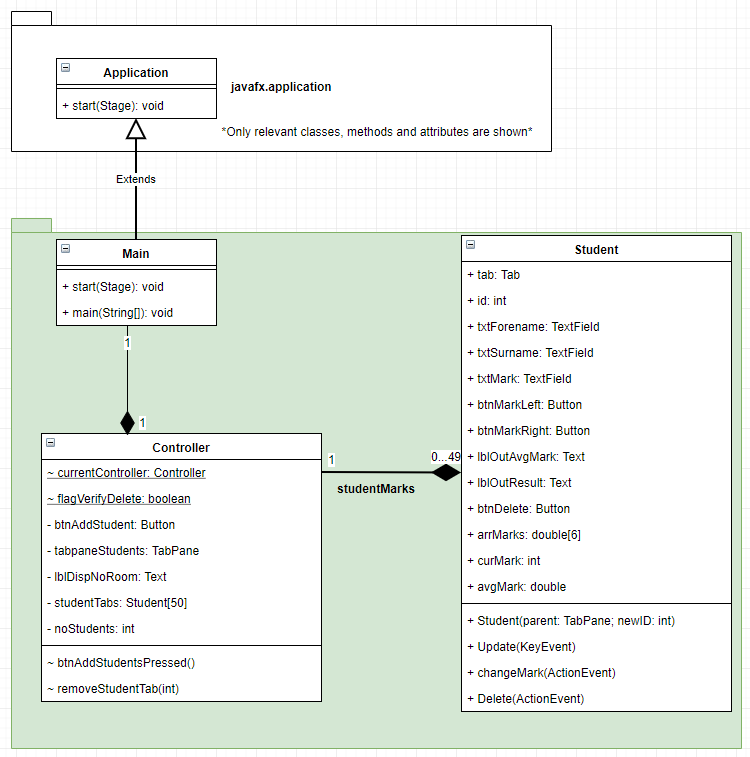 Application
+ start(Stage): void
javafx.application
*Only relevant classes, methods and attributes are shown*
Extends
Main
+ start(Stage): void
+ main(String[]): void
1
1
Controller
~ currentController: Controller
~ flagVerifyDelete: boolean
- btnAddStudent: Button
- tabpaneStudents: TabPane
- lblDispNoRoom: Text
- studentTabs: Student[50]
- noStudents: int
~ btnAddStudentsPressed()
~ removeStudentTab(int)
1
0...49
studentMarks
Student
+ tab: Tab
+ id: int
+ txtForename: TextField
+ txtSurname: TextField
+ txtMark: TextField
+ btnMarkLeft: Button
+ btnMarkRight: Button
+ lblOutAvgMark: Text
+ lblOutResult: Text
+ btnDelete: Button
+ arrMarks: double[6]
+ curMark: int
+ avgMark: double
+ Student(parent: TabPane; newID: int)
+ Update(KeyEvent)
+ changeMark(ActionEvent)
+ Delete(ActionEvent)